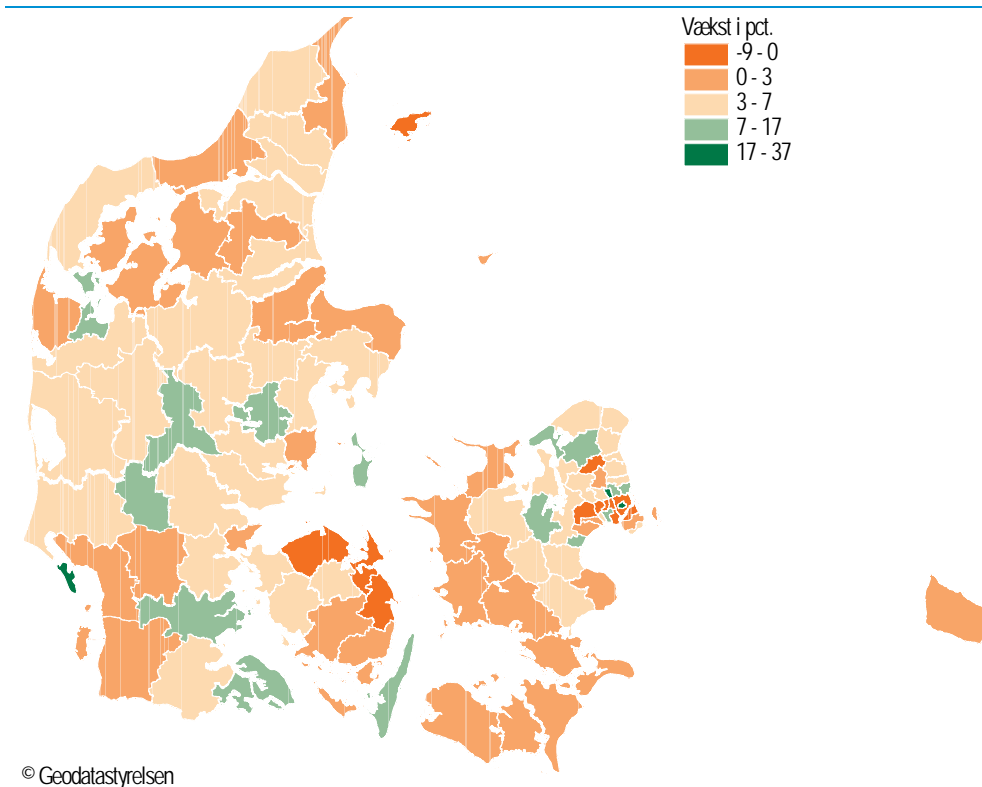 Vækst i pct.
-9 - 0
0 - 3
3 - 7
7 - 17
17 - 37
© Geodatastyrelsen